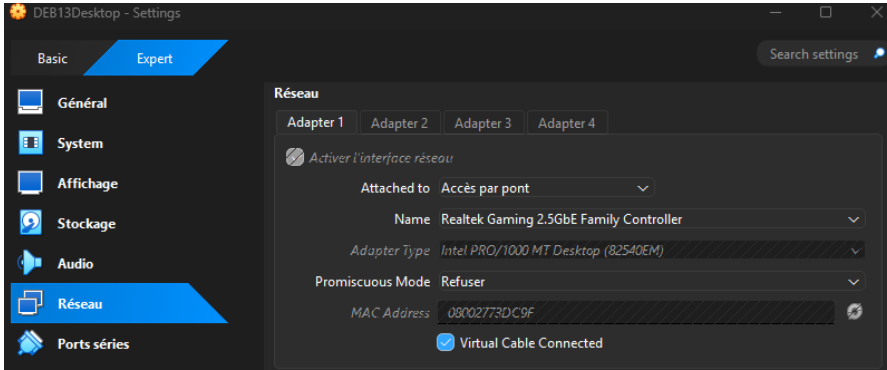 DEB13Desktop - Settings
Basic Expert Search settings
Général
System
Affichage
Stockage
Audio
Réseau
Ports séries
Réseau
Adapter 1 Adapter 2 Adapter 3 Adapter 4
Activer l'interface réseau
Attached to Accès par pont
Name Realtek Gaming 2.5GbE Family Controller
Adapter Type Intel PRO/1000 MT Desktop (82540EM)
Promiscuous Mode Refuser
MAC Address 08002773DC9F
Virtual Cable Connected